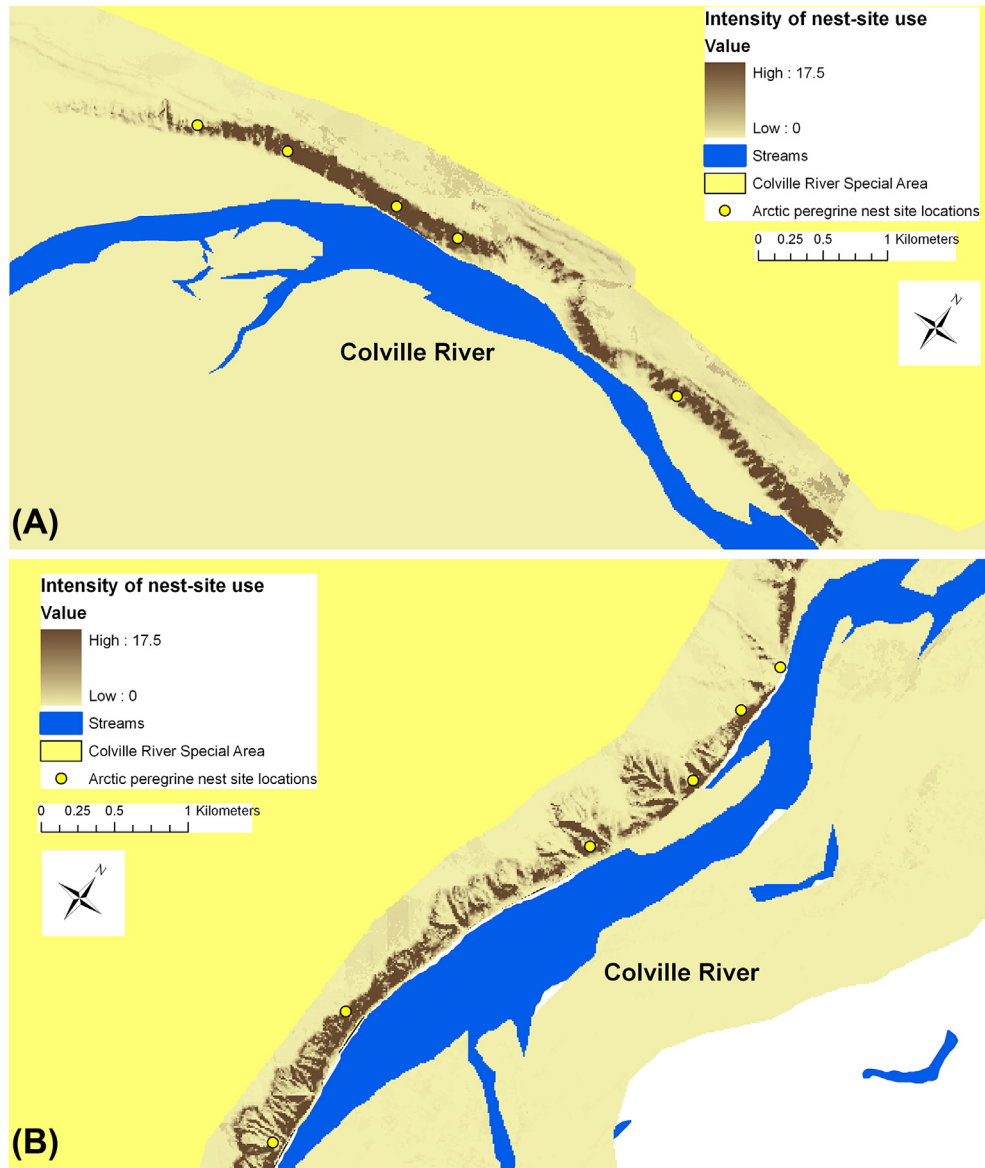 Intensity of nest-site use
Value
High : 17.5
Low : 0
Streams
Colville River Special Area
Arctic peregrine nest site locations
0 0.25 0.5 1 Kilometers
N
Colville River
(A)
Intensity of nest-site use
Value
High : 17.5
Low : 0
Streams
Colville River Special Area
Arctic peregrine nest site locations
0 0.25 0.5 1 Kilometers
N
Colville River
(B)